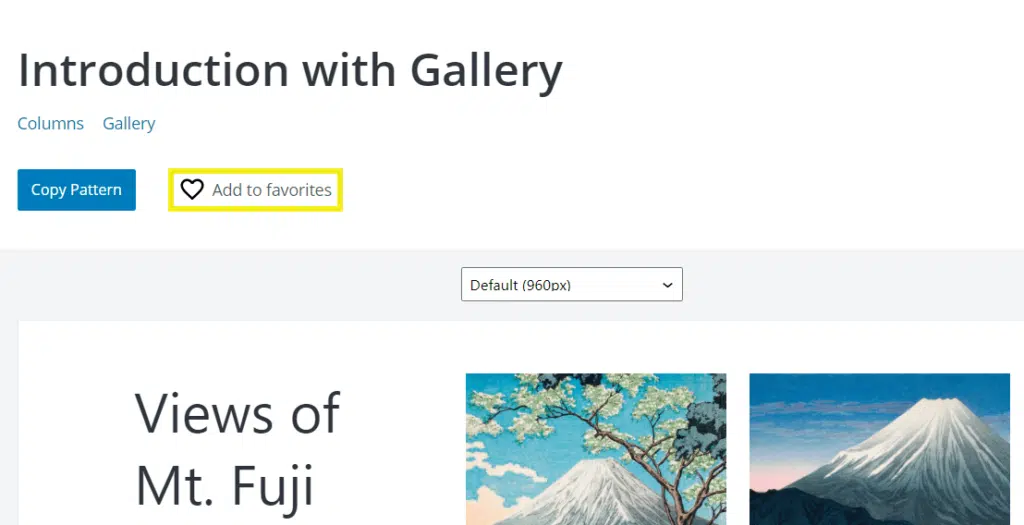 Introduction with Gallery
Columns Gallery
Copy Pattern Add to favorites
Default (960px)
Views of
Mt. Fuji